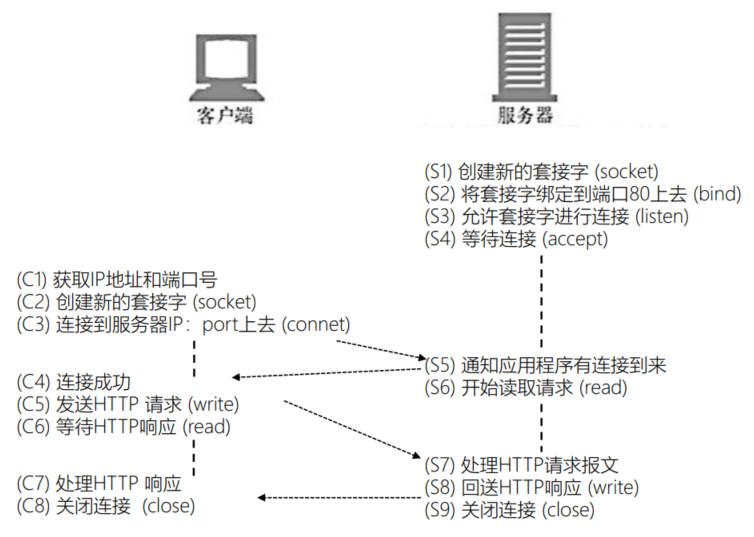 客户端
服务器
(S1) 创建新的套接字 (socket)
(S2) 将套接字绑定到端口80上去 (bind)
(S3) 允许套接字进行连接 (listen)
(S4) 等待连接 (accept)
(C1) 获取IP地址和端口号
(C2) 创建新的套接字 (socket)
(C3) 连接到服务器IP：port上去 (connet)
(S5) 通知应用程序有连接到来
(S6) 开始读取请求 (read)
(C4) 连接成功
(C5) 发送HTTP 请求 (write)
(C6) 等待HTTP响应 (read)
(S7) 处理HTTP请求报文
(S8) 回送HTTP响应 (write)
(S9) 关闭连接 (close)
(C7) 处理HTTP 响应
(C8) 关闭连接 (close)